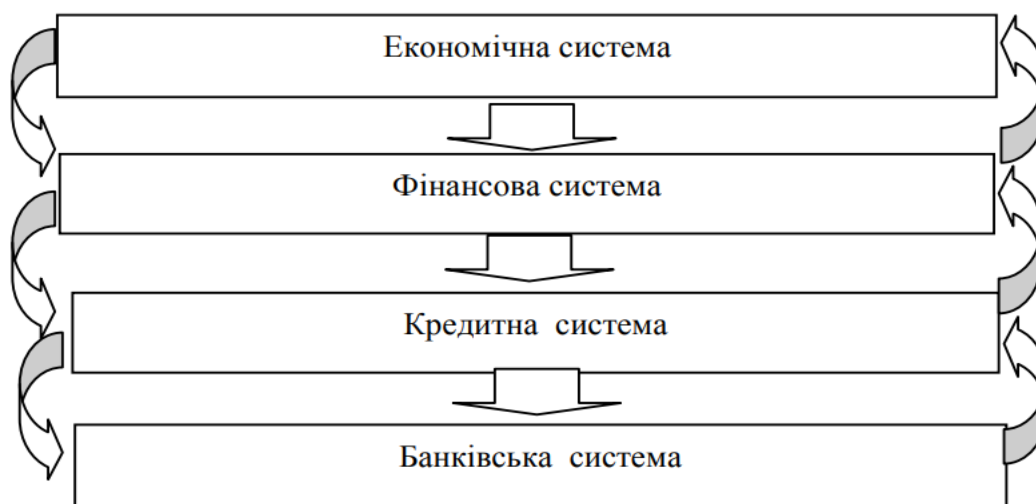 Економічна система
Фінансова система
Кредитна система
Банківська система